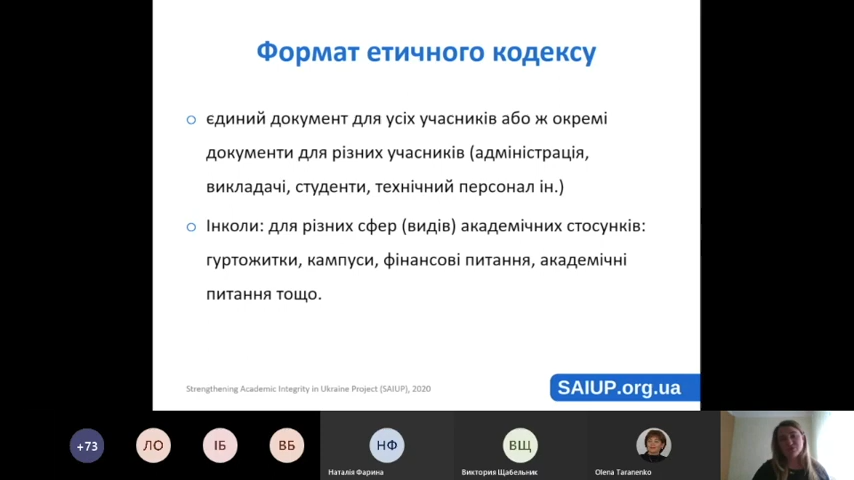 Формат етичного кодексу
єдиний документ для усіх учасників або ж окремі
документи для різних учасників (адміністрація,
викладачі, студенти, технічний персонал ін.)
Інколи: для різних сфер (видів) академічних стосунків:
гуртожитки, кампуси, фінансові питання, академічні
питання тощо.
Strengthening Academic Integrity in Ukraine Project (SAIUP), 2020
SAIUP.org.ua
+73
ЛО
ІБ
ВБ
НФ
ВЩ
Наталія Фарина
Виктория Щабельник
Olena Taranenko